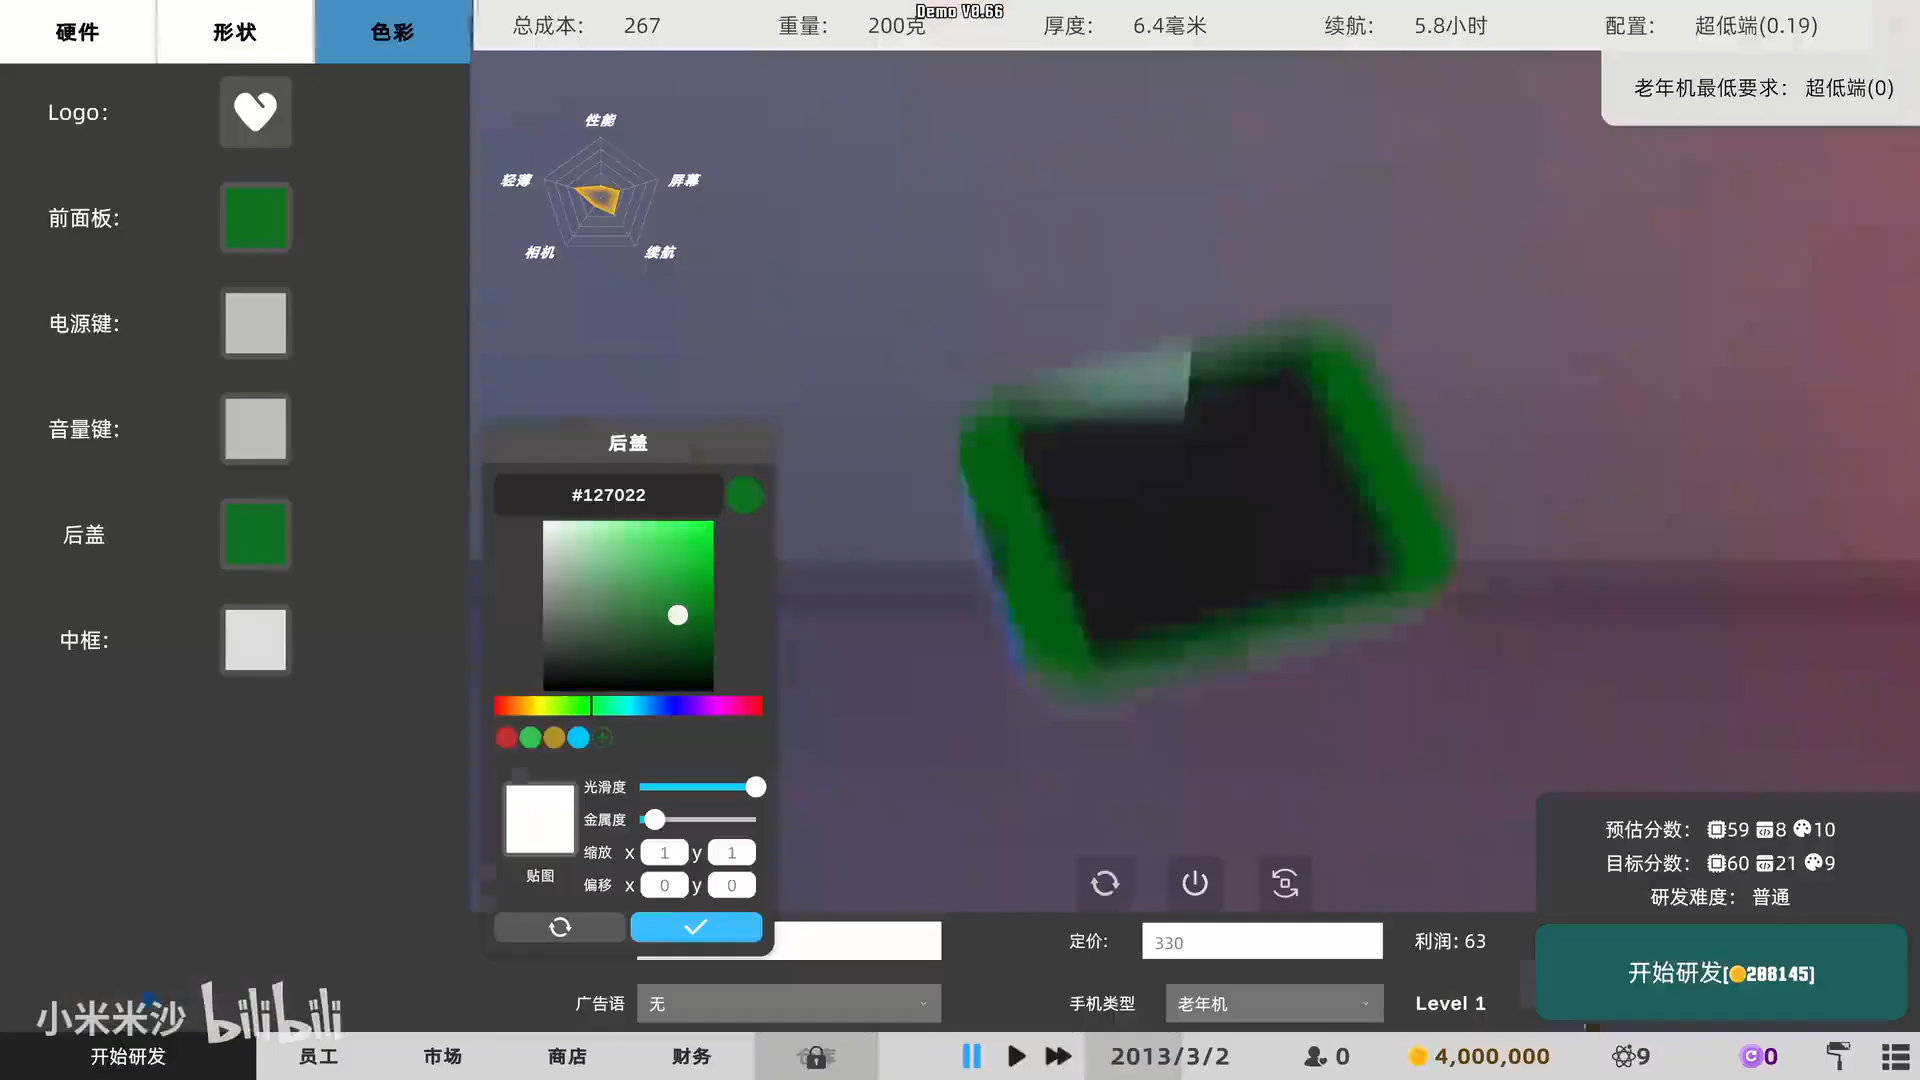 硬件
形状
色彩
总成本: 267
重量: 200克
Demo V0.66
厚度: 6.4毫米
续航: 5.8小时
配置: 超低端(0.19)
老年机最低要求: 超低端(0)
Logo:
前面板:
电源键:
音量键:
后盖
中框:
性能
轻薄
屏幕
相机
续航
后盖
#127022
光滑度
金属度
缩放 x 1 y 1
偏移 x 0 y 0
贴图
定价: 330
利润: 63
广告语 无
手机类型 老年机
Level 1
预估分数: 59 8 10
目标分数: 60 21 9
研发难度: 普通
开始研发[208145]
小米米沙 bilibili
开始研发
员工
市场
商店
财务
2013/3/2
0
4,000,000
9
0